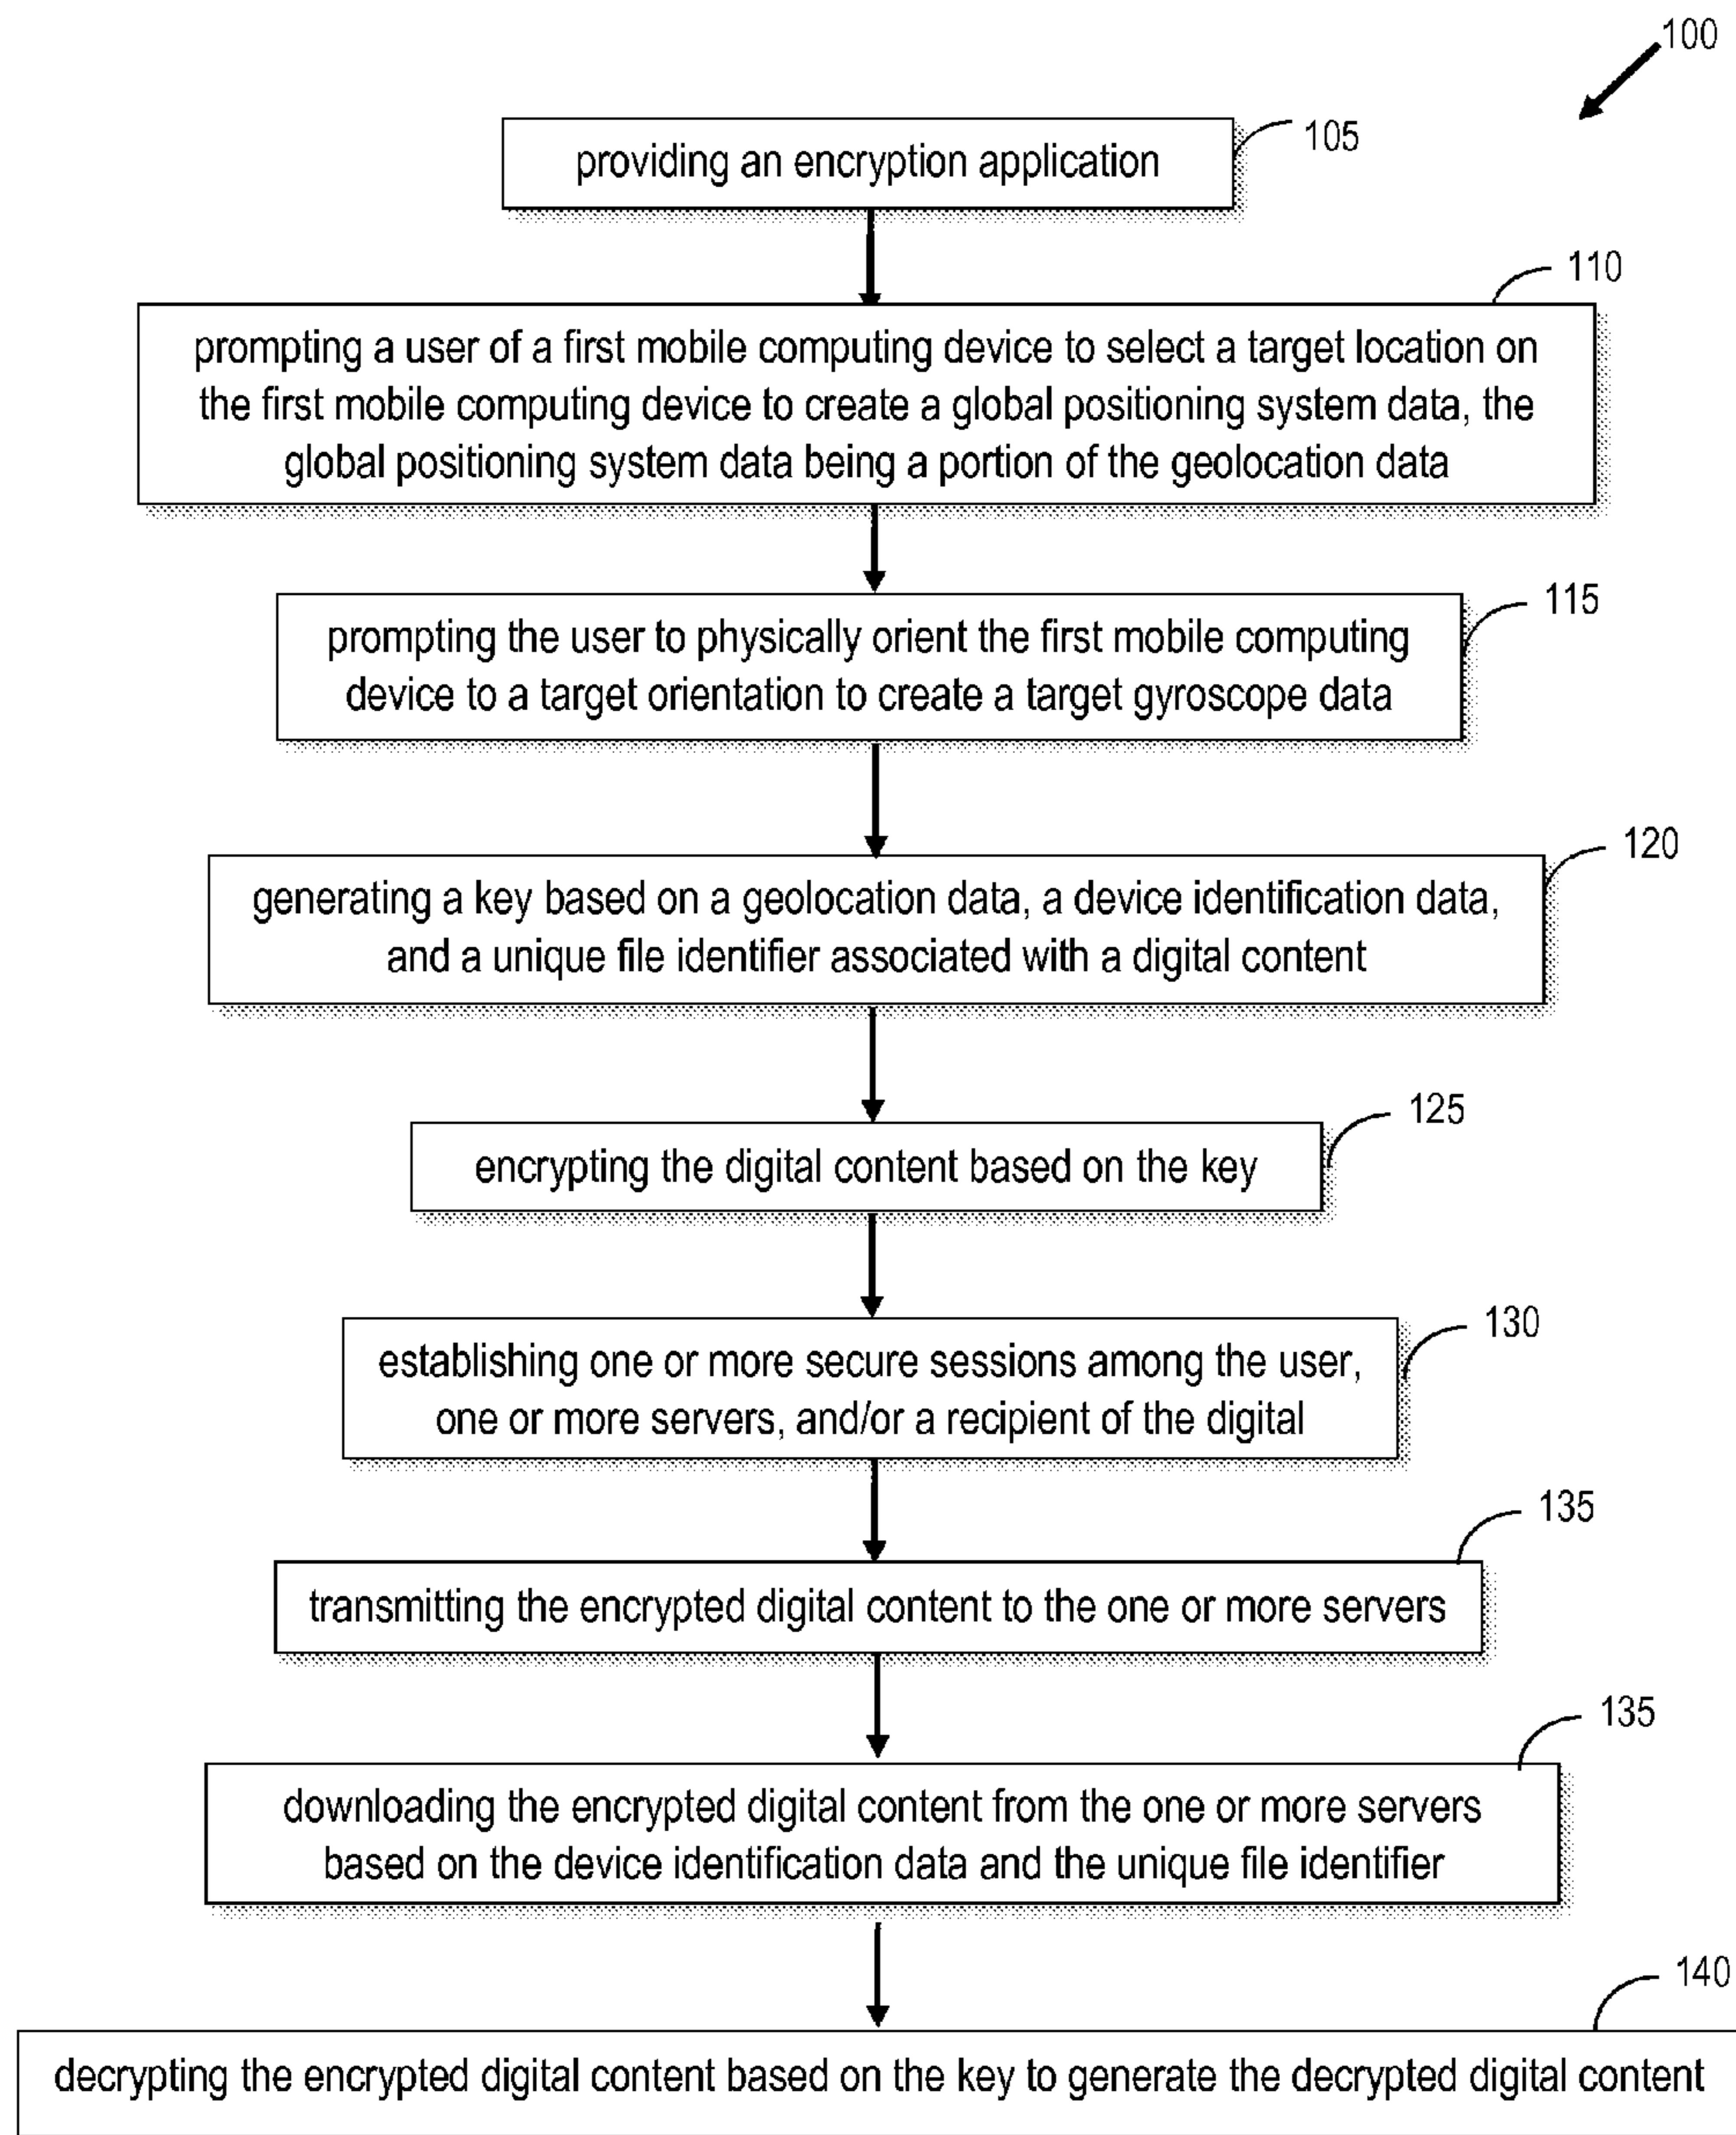 100
105
providing an encryption application
110
prompting a user of a first mobile computing device to select a target location on
the first mobile computing device to create a global positioning system data, the
global positioning system data being a portion of the geolocation data
115
prompting the user to physically orient the first mobile computing
device to a target orientation to create a target gyroscope data
120
generating a key based on a geolocation data, a device identification data,
and a unique file identifier associated with a digital content
125
encrypting the digital content based on the key
130
establishing one or more secure sessions among the user,
one or more servers, and/or a recipient of the digital
135
transmitting the encrypted digital content to the one or more servers
135
downloading the encrypted digital content from the one or more servers
based on the device identification data and the unique file identifier
140
decrypting the encrypted digital content based on the key to generate the decrypted digital content